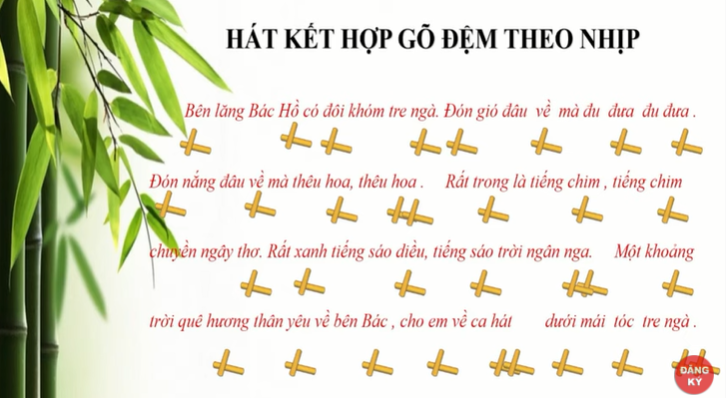 HÁT KẾT HỢP GÕ ĐỆM THEO NHỊP
Bên lăng Bác Hồ có đôi khóm tre ngà. Đón gió đâu về mà đu đưa đu đưa .
Đón nắng đâu về mà thêu hoa, thêu hoa . Rất trong là tiếng chim , tiếng chim
chuyền ngây thơ. Rất xanh tiếng sáo diều, tiếng sáo trời ngân nga. Một khoảng
trời quê hương thân yêu về bên Bác , cho em về ca hát dưới mái tóc tre ngà .
ĐĂNG
KÝ